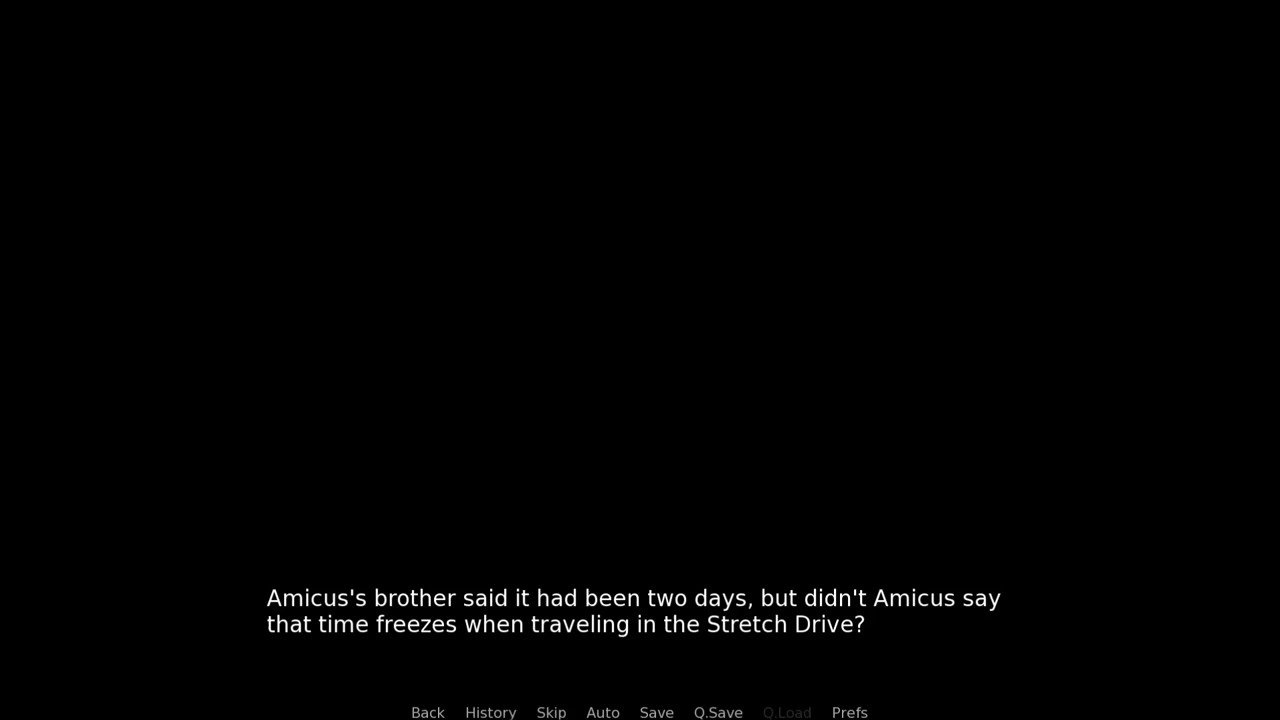 Amicus's brother said it had been two days, but didn't Amicus say
that time freezes when traveling in the Stretch Drive?
Back History Skip Auto Save Q.Save Q.Load Prefs